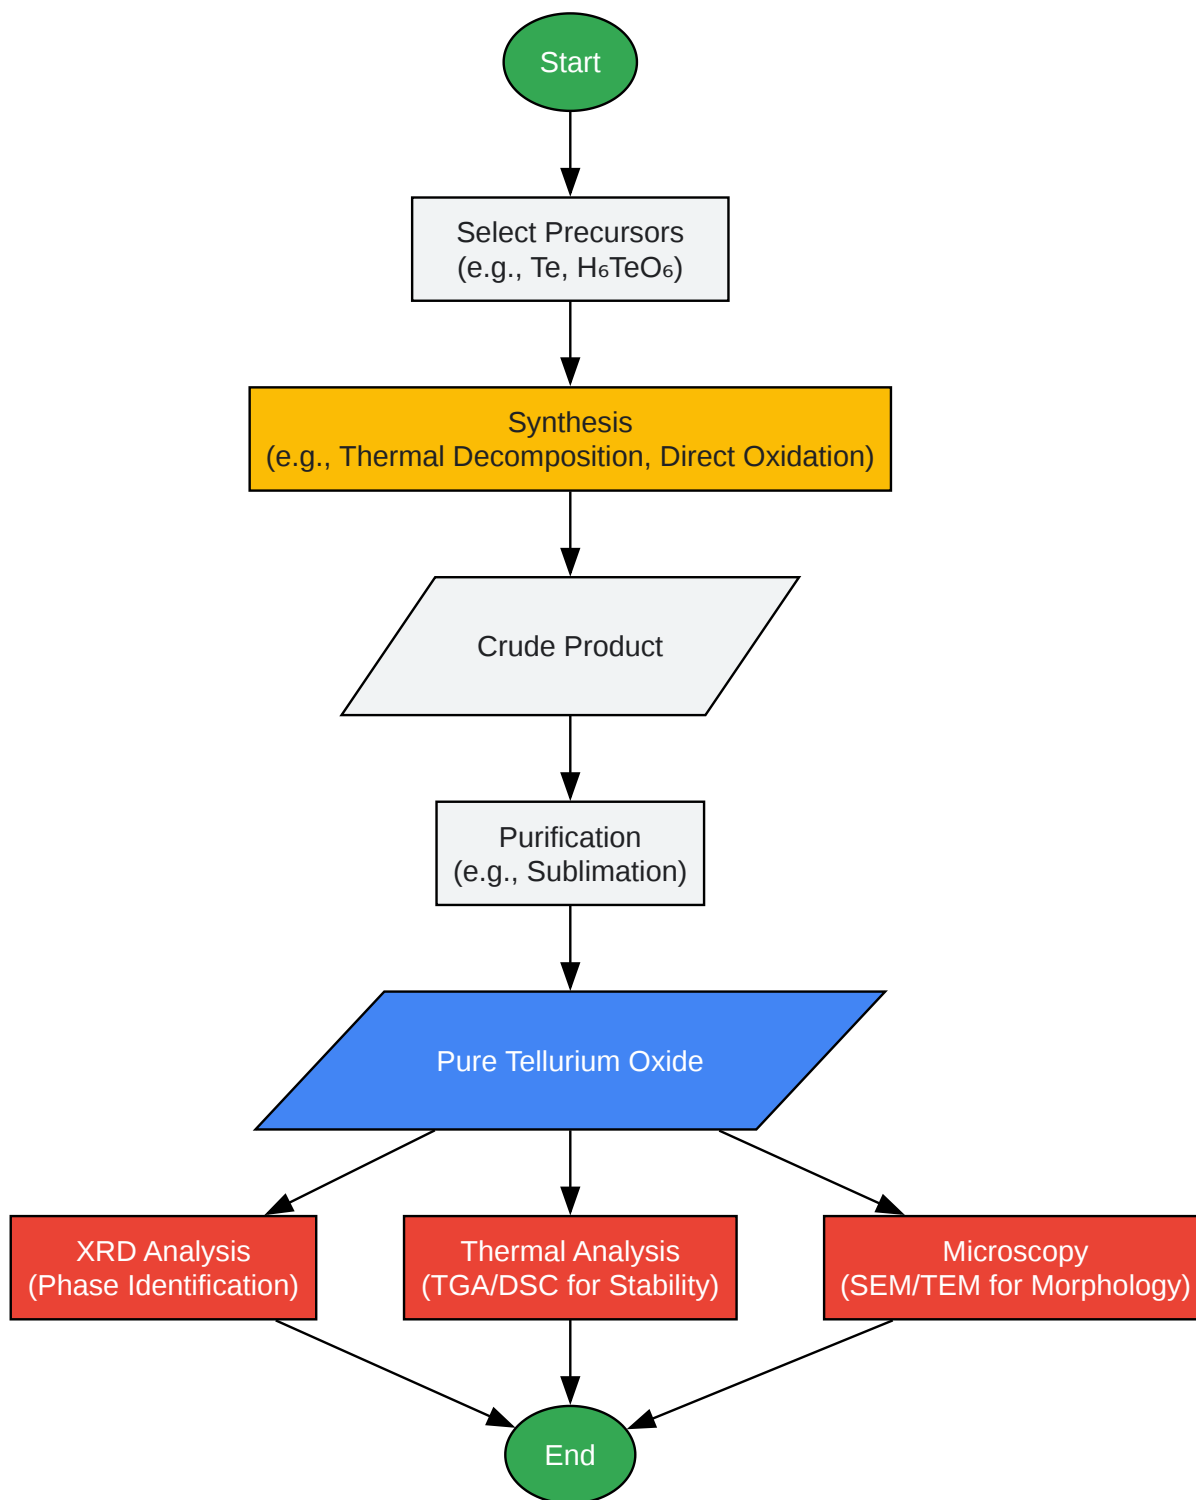 Start
Select Precursors
(e.g., Te, H₆TeO₆)
Synthesis
(e.g., Thermal Decomposition, Direct Oxidation)
Crude Product
Purification
(e.g., Sublimation)
Pure Tellurium Oxide
XRD Analysis
(Phase Identification)
Thermal Analysis
(TGA/DSC for Stability)
Microscopy
(SEM/TEM for Morphology)
End